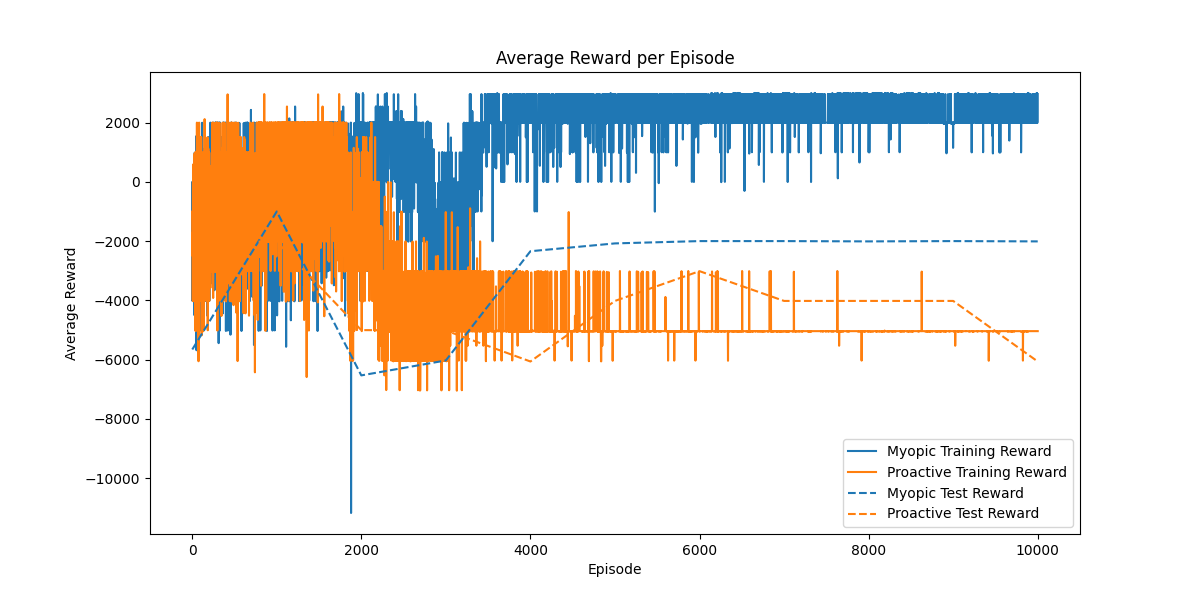 Average Reward per Episode
Average Reward
2000
0
−2000
−4000
−6000
−8000
−10000
0
2000
4000
6000
8000
10000
Episode
Myopic Training Reward
Proactive Training Reward
Myopic Test Reward
Proactive Test Reward